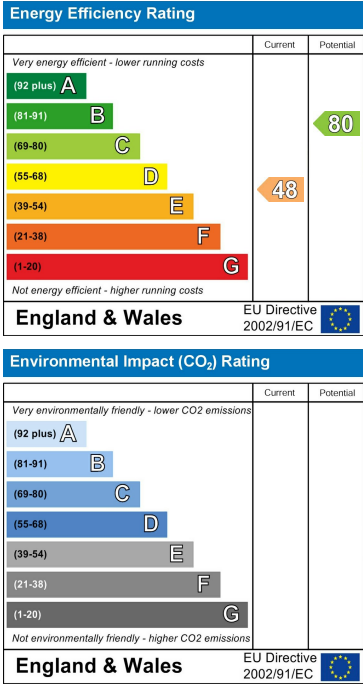 Energy Efficiency Rating
Current Potential
Very energy efficient - lower running costs
(92 plus) A
(81-91) B
80
(69-80) C
(55-68) D
48
(39-54) E
(21-38) F
(1-20) G
Not energy efficient - higher running costs
England & Wales
EU Directive
2002/91/EC
Environmental Impact (CO₂) Rating
Current Potential
Very environmentally friendly - lower CO2 emissions
(92 plus) A
(81-91) B
(69-80) C
(55-68) D
(39-54) E
(21-38) F
(1-20) G
Not environmentally friendly - higher CO2 emissions
England & Wales
EU Directive
2002/91/EC